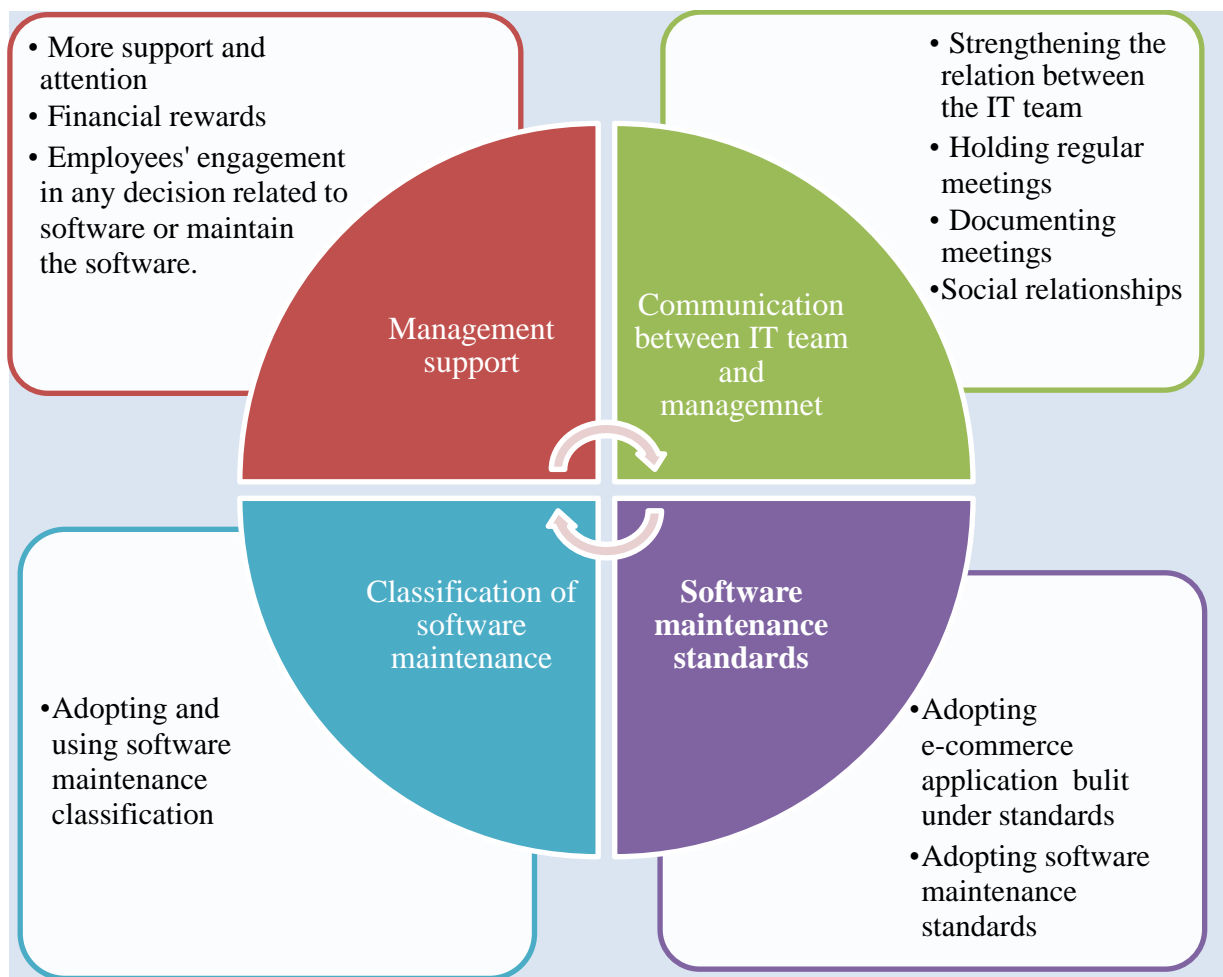 • More support and
attention
• Financial rewards
• Employees' engagement
in any decision related to
software or maintain
the software.
• Strengthening the
relation between
the IT team
• Holding regular
meetings
• Documenting
meetings
•Social relationships
Management
support
Communication
between IT team
and
managemnet
Classification of
software
maintenance
Software
maintenance
standards
•Adopting and
using software
maintenance
classification
•Adopting
e-commerce
application bulit
under standards
•Adopting software
maintenance
standards